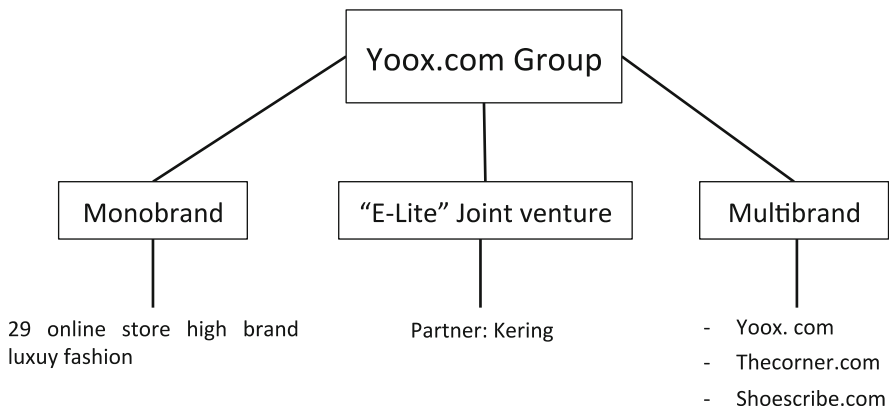 Yoox.com Group
Monobrand
“E-Lite” Joint venture
Multibrand
29 online store high brand
luxuy fashion
Partner: Kering
- Yoox. com
- Thecorner.com
- Shoescribe.com